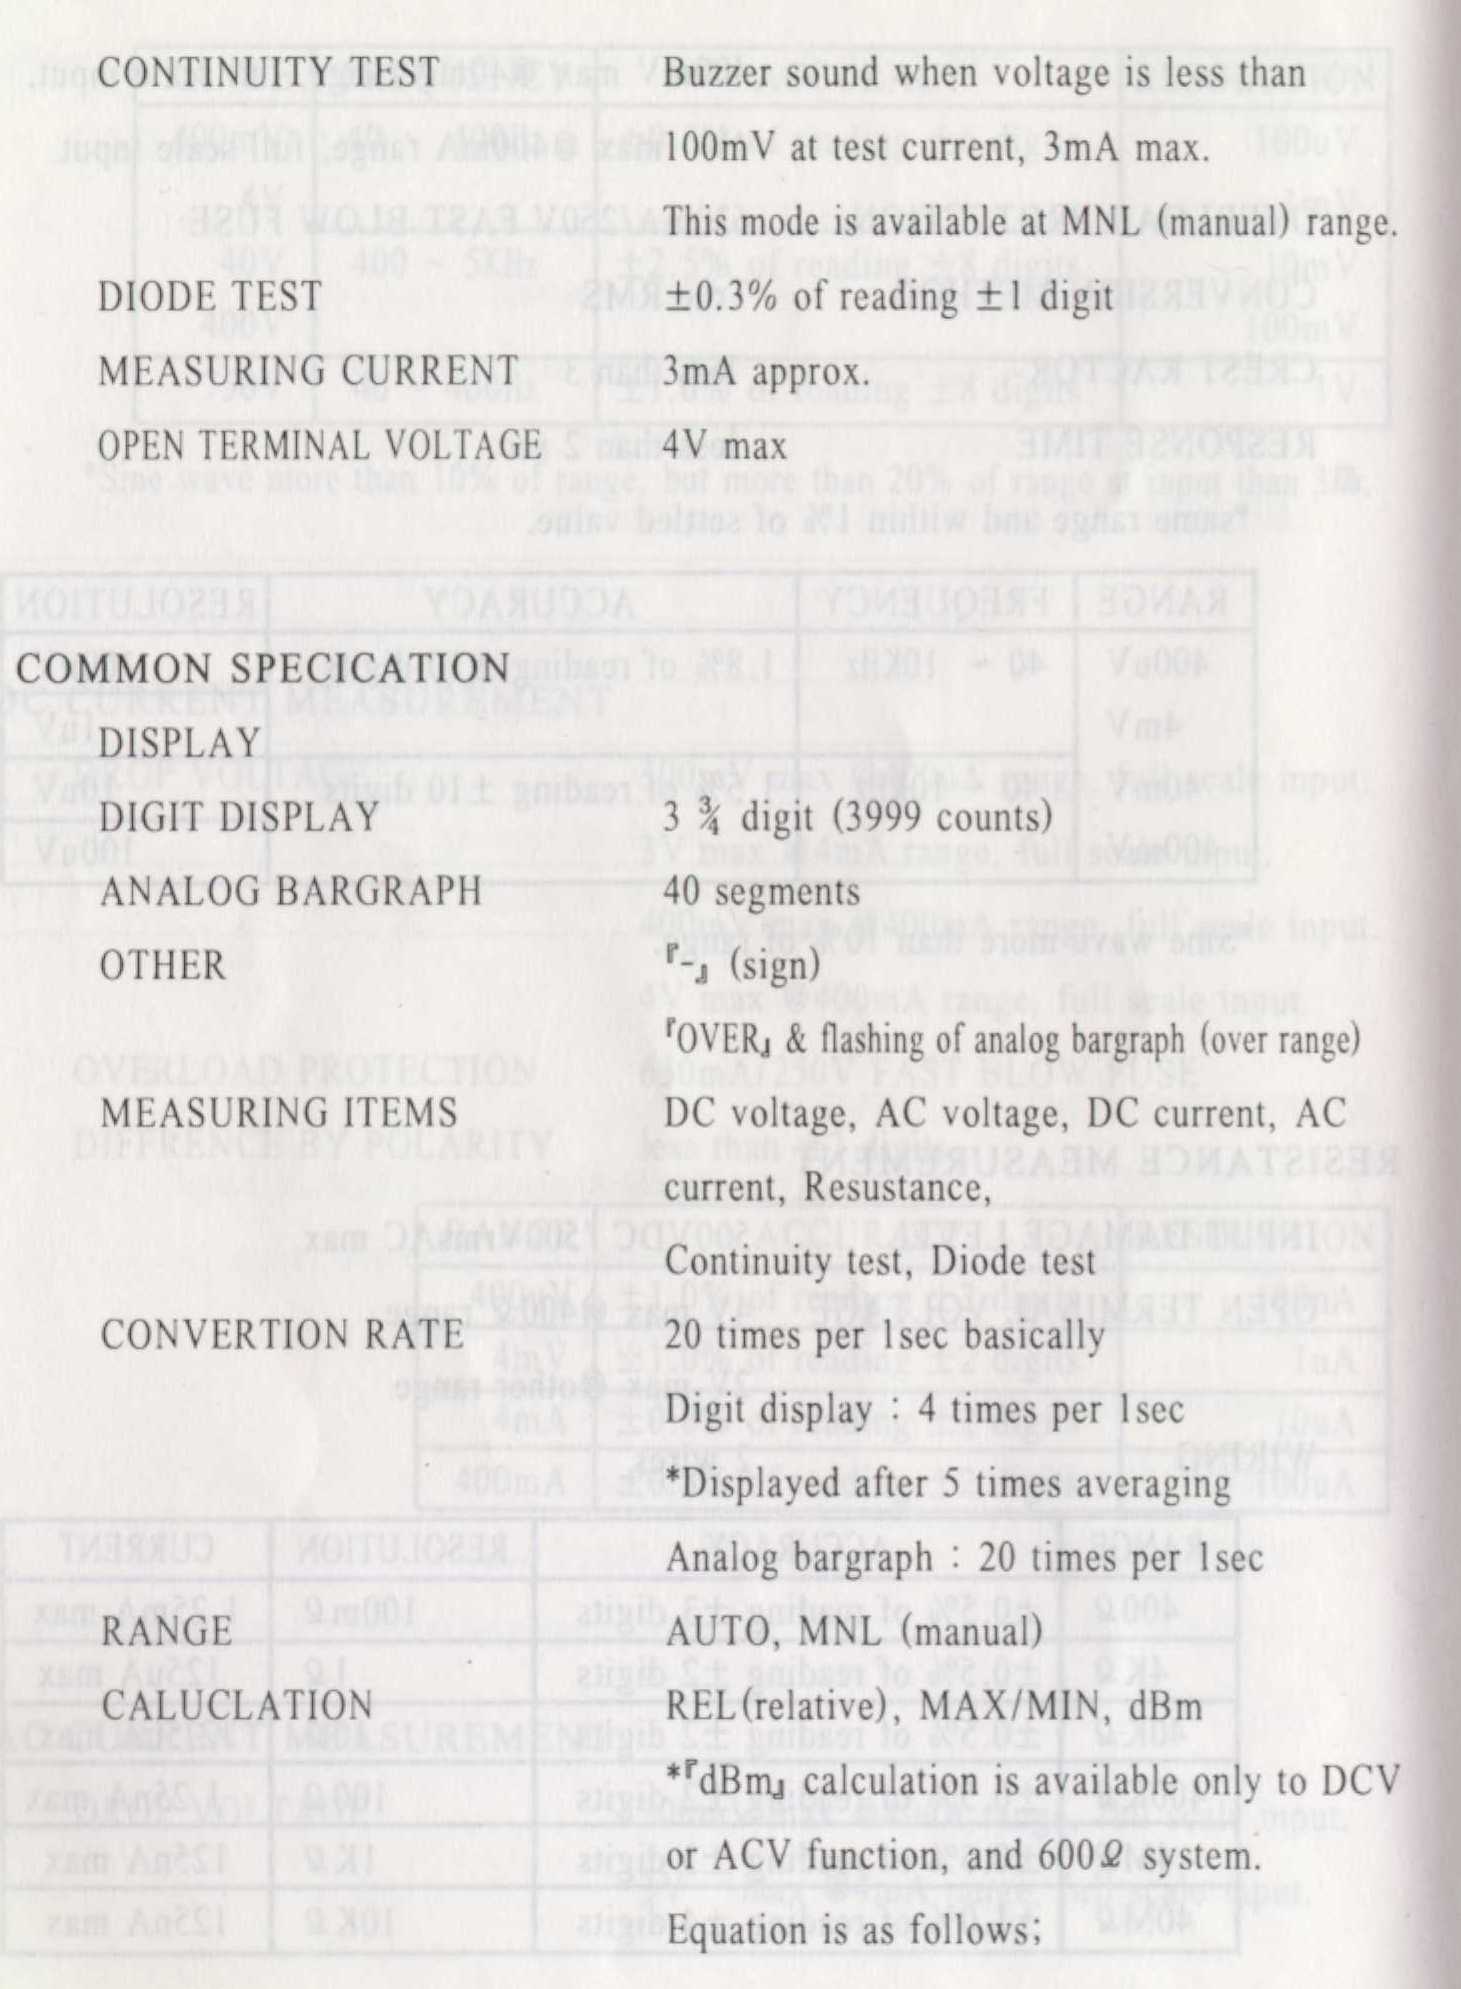 CONTINUITY TEST Buzzer sound when voltage is less than
100mV at test current, 3mA max.
This mode is available at MNL (manual) range.
DIODE TEST ±0.3% of reading ±1 digit
MEASURING CURRENT 3mA approx.
OPEN TERMINAL VOLTAGE 4V max
COMMON SPECICATION
DISPLAY
DIGIT DISPLAY 3 ¾ digit (3999 counts)
ANALOG BARGRAPH 40 segments
OTHER 『-』 (sign)
『OVER』 & flashing of analog bargraph (over range)
MEASURING ITEMS DC voltage, AC voltage, DC current, AC
current, Resustance,
Continuity test, Diode test
CONVERTION RATE 20 times per 1sec basically
Digit display : 4 times per 1sec
*Displayed after 5 times averaging
Analog bargraph : 20 times per 1sec
RANGE AUTO, MNL (manual)
CALUCLATION REL(relative), MAX/MIN, dBm
*『dBm』 calculation is available only to DCV
or ACV function, and 600Ω system.
Equation is as follows;